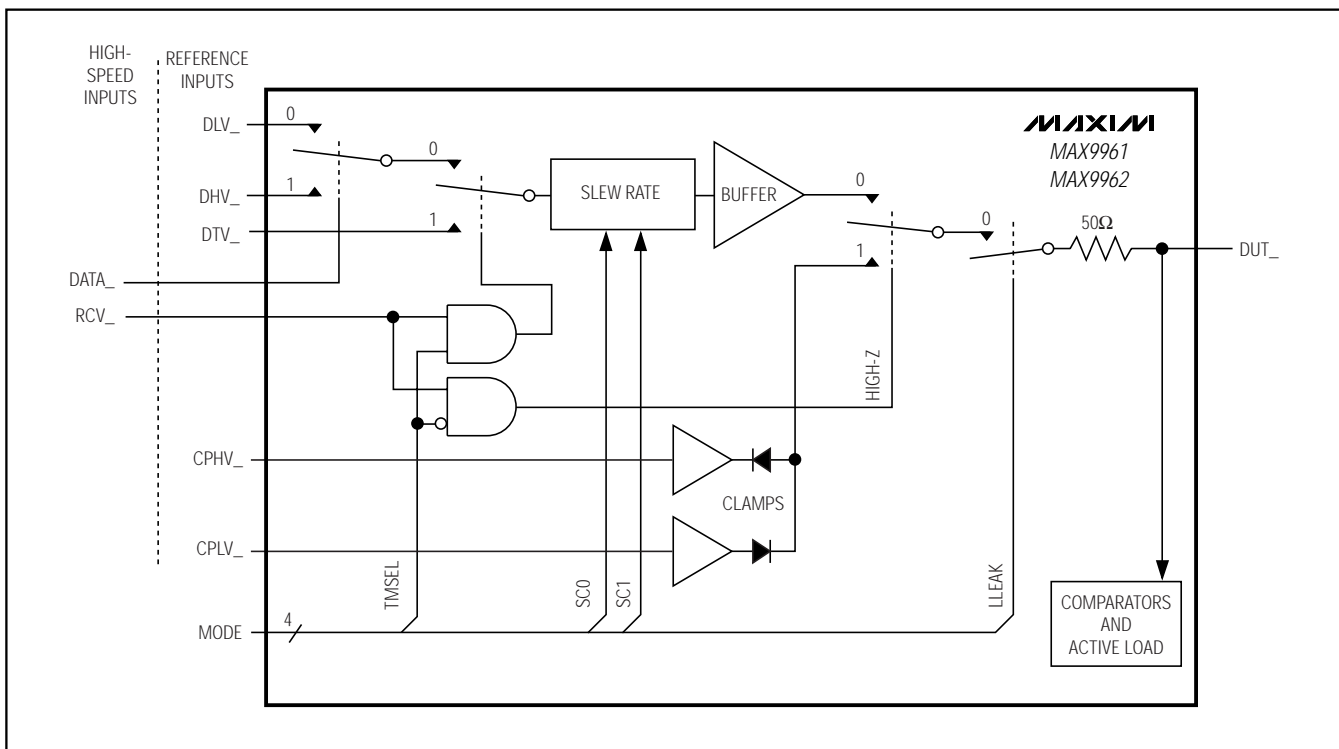 HIGH-
SPEED
INPUTS
REFERENCE
INPUTS
DLV_
0
DHV_
1
DTV_
0
1
DATA_
RCV_
SLEW RATE
BUFFER
0
1
HIGH-Z
0
LLEAK
50Ω
DUT_
MAXIM
MAX9961
MAX9962
CPHV_
CLAMPS
CPLV_
TMSEL
SC0
SC1
MODE
4
COMPARATORS
AND
ACTIVE LOAD